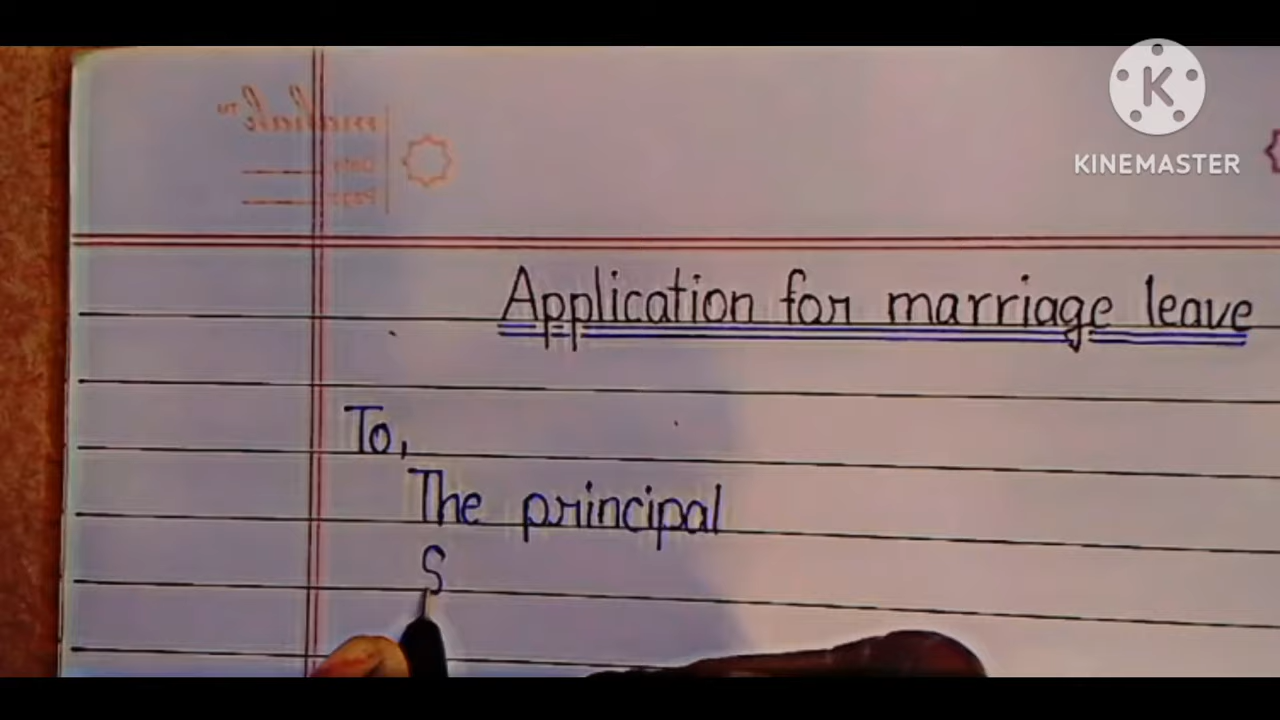 KINEMASTER
Application for marriage leave
To,
The principal
S